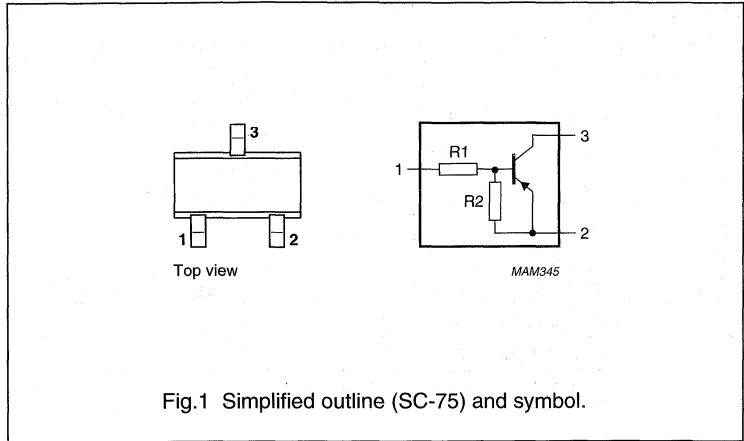 3
1
2
Top view
1
R1
R2
3
2
MAM345
Fig.1 Simplified outline (SC-75) and symbol.